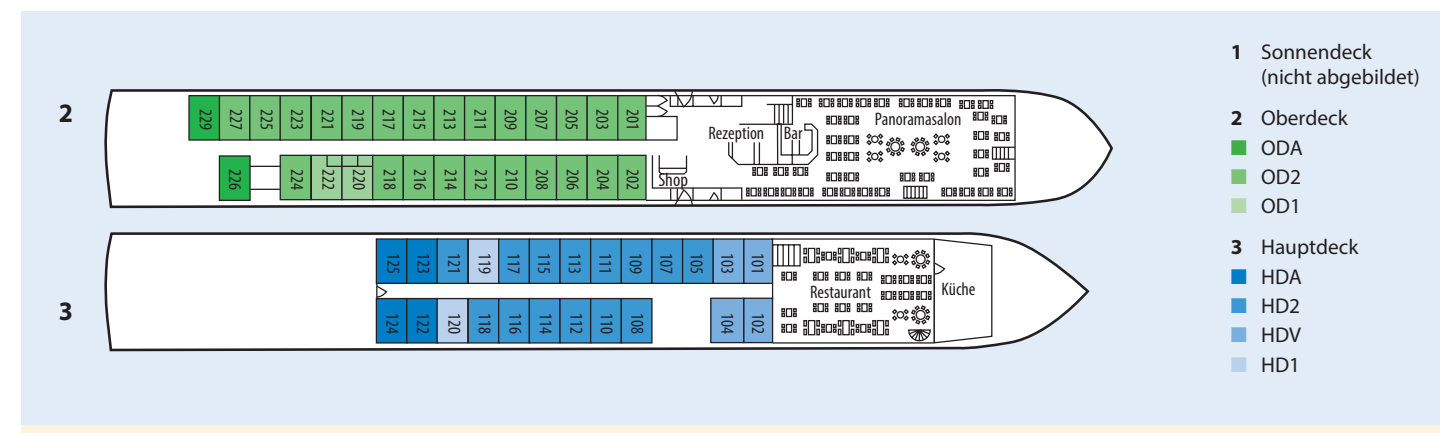 2
229 227 225 223 221 219 217 215 213 211 209 207 205 203 201
226 224 222 220 218 216 214 212 210 208 206 204 202
Rezeption
Bar
Panoramasalon
Shop
3
125 123 121 119 117 115 113 111 109 107 105 103 101
124 122 120 118 116 114 112 110 108 104 102
Restaurant
Küche
1 Sonnendeck
(nicht abgebildet)
2 Oberdeck
ODA
OD2
OD1
3 Hauptdeck
HDA
HD2
HDV
HD1